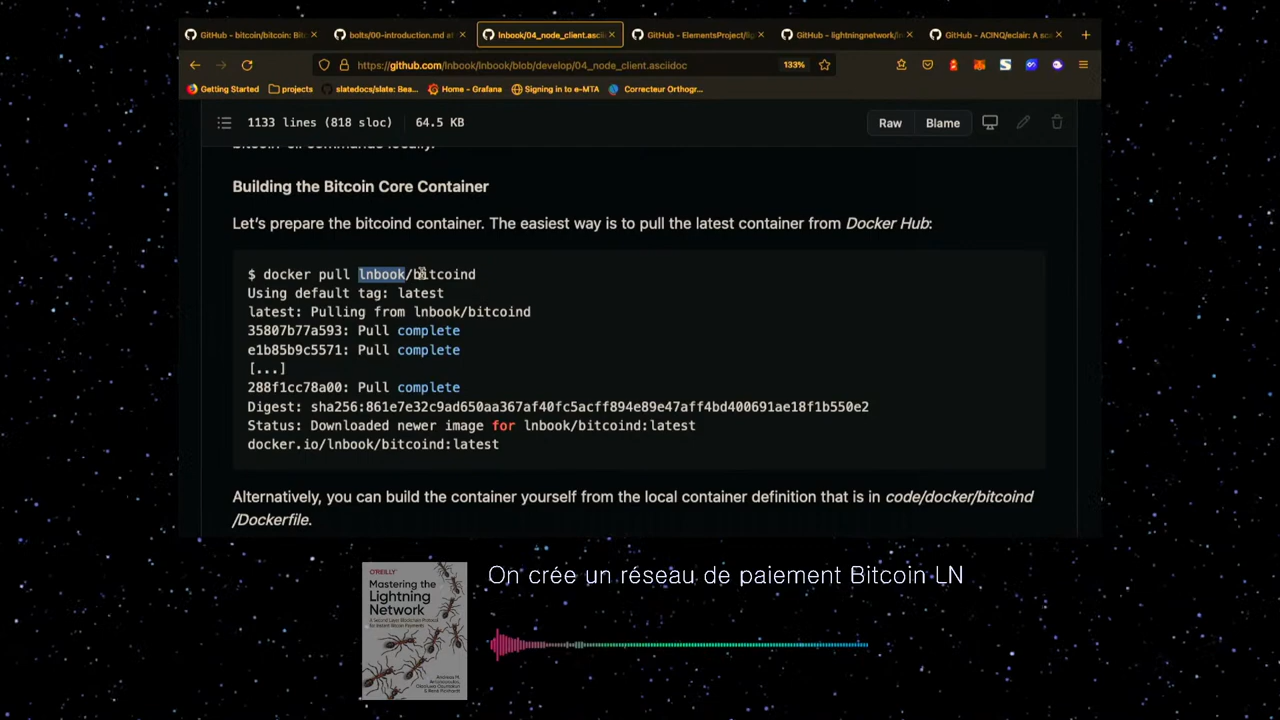 GitHub - bitcoin/bitcoin: Bit
bolts/00-introduction.md at
lnbook/04_node_client.ascii
GitHub - ElementsProject/lig
GitHub - lightningnetwork/ln
GitHub - ACINQ/eclair: A sca
https://github.com/lnbook/lnbook/blob/develop/04_node_client.asciidoc
133%
Getting Started
projects
slatedocs/slate: Bea...
Home - Grafana
Signing in to e-MTA
Correcteur Orthogr...
1133 lines (818 sloc)
64.5 KB
Raw
Blame
commands locally.
Building the Bitcoin Core Container
Let's prepare the bitcoind container. The easiest way is to pull the latest container from Docker Hub:
$ docker pull lnbook/bitcoind
Using default tag: latest
latest: Pulling from lnbook/bitcoind
35807b77a593: Pull complete
e1b85b9c5571: Pull complete
[...]
288f1cc78a00: Pull complete
Digest: sha256:861e7e32c9ad650aa367af40fc5acff894e89e47aff4bd400691ae18f1b550e2
Status: Downloaded newer image for lnbook/bitcoind:latest
docker.io/lnbook/bitcoind:latest
Alternatively, you can build the container yourself from the local container definition that is in code/docker/bitcoind
/Dockerfile.
O'REILLY
Mastering the
Lightning
Network
On crée un réseau de paiement Bitcoin LN